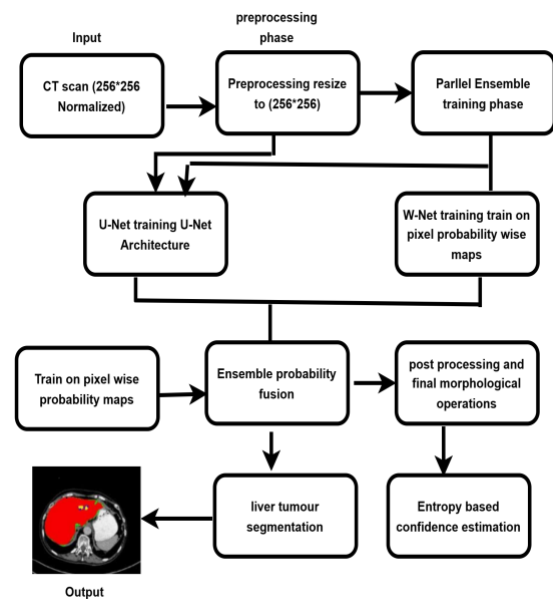 Input
preprocessing
phase
CT scan (256*256
Normalized)
Preprocessing resize
to (256*256)
Parllel Ensemble
training phase
U-Net training U-Net
Architecture
W-Net training train on
pixel probability wise
maps
Train on pixel wise
probability maps
Ensemble probability
fusion
post processing and
final morphological
operations
liver tumour
segmentation
Entropy based
confidence estimation
Output